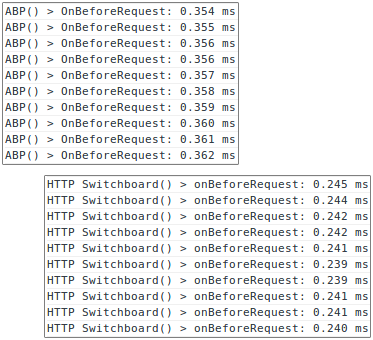 ABP() > OnBeforeRequest: 0.354 ms
ABP() > OnBeforeRequest: 0.355 ms
ABP() > OnBeforeRequest: 0.356 ms
ABP() > OnBeforeRequest: 0.356 ms
ABP() > OnBeforeRequest: 0.357 ms
ABP() > OnBeforeRequest: 0.358 ms
ABP() > OnBeforeRequest: 0.359 ms
ABP() > OnBeforeRequest: 0.360 ms
ABP() > OnBeforeRequest: 0.361 ms
ABP() > OnBeforeRequest: 0.362 ms
HTTP Switchboard() > onBeforeRequest: 0.245 ms
HTTP Switchboard() > onBeforeRequest: 0.244 ms
HTTP Switchboard() > onBeforeRequest: 0.242 ms
HTTP Switchboard() > onBeforeRequest: 0.242 ms
HTTP Switchboard() > onBeforeRequest: 0.241 ms
HTTP Switchboard() > onBeforeRequest: 0.239 ms
HTTP Switchboard() > onBeforeRequest: 0.239 ms
HTTP Switchboard() > onBeforeRequest: 0.241 ms
HTTP Switchboard() > onBeforeRequest: 0.241 ms
HTTP Switchboard() > onBeforeRequest: 0.240 ms